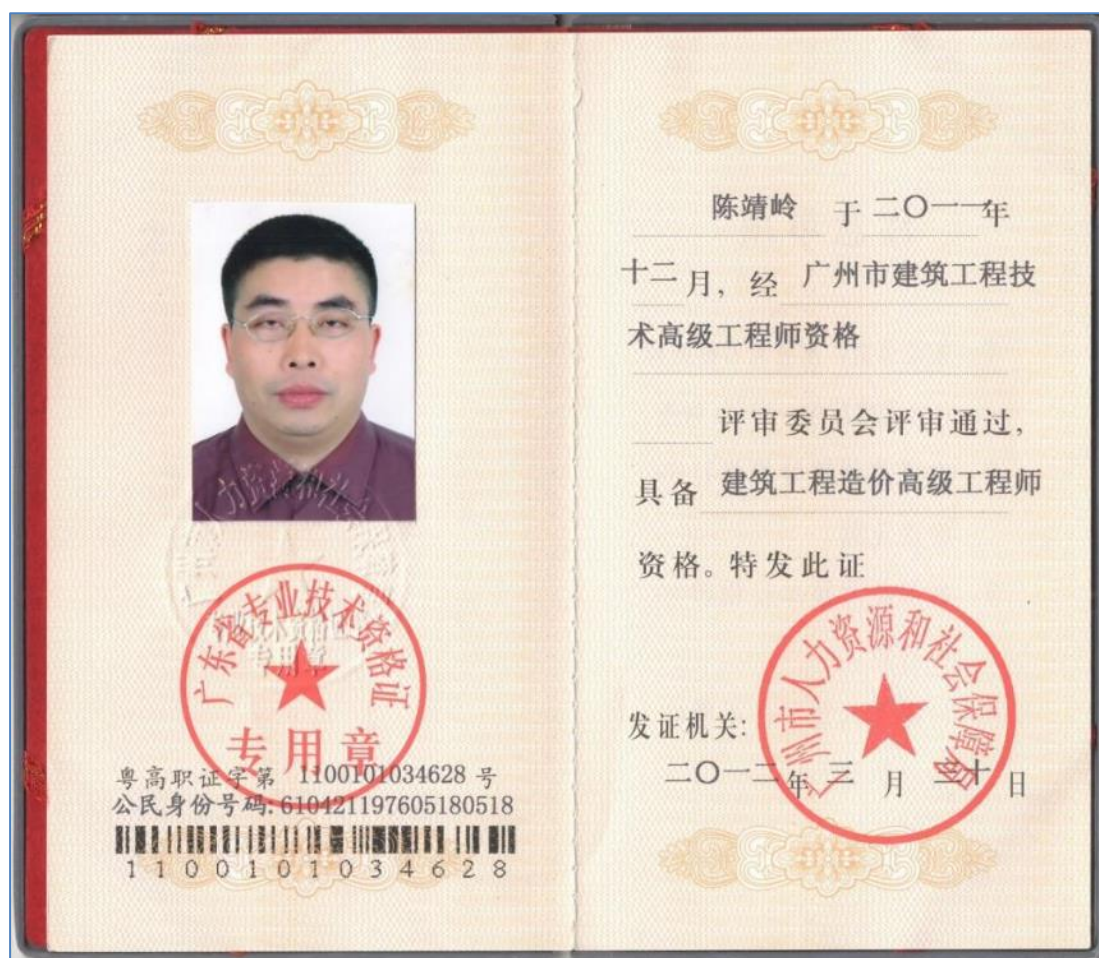 广东省专业技术资格证
专用章
粤高职证字第 1100101034628 号
公民身份号码:610421197605180518
1100101034628
陈靖岭 于 二〇一一年
十二月,经 广州市建筑工程技
术高级工程师资格
评审委员会评审通过,
具备 建筑工程造价高级工程师
资格。特发此证
广州市人力资源和社会保障局
发证机关:
二〇一二年 三 月 日